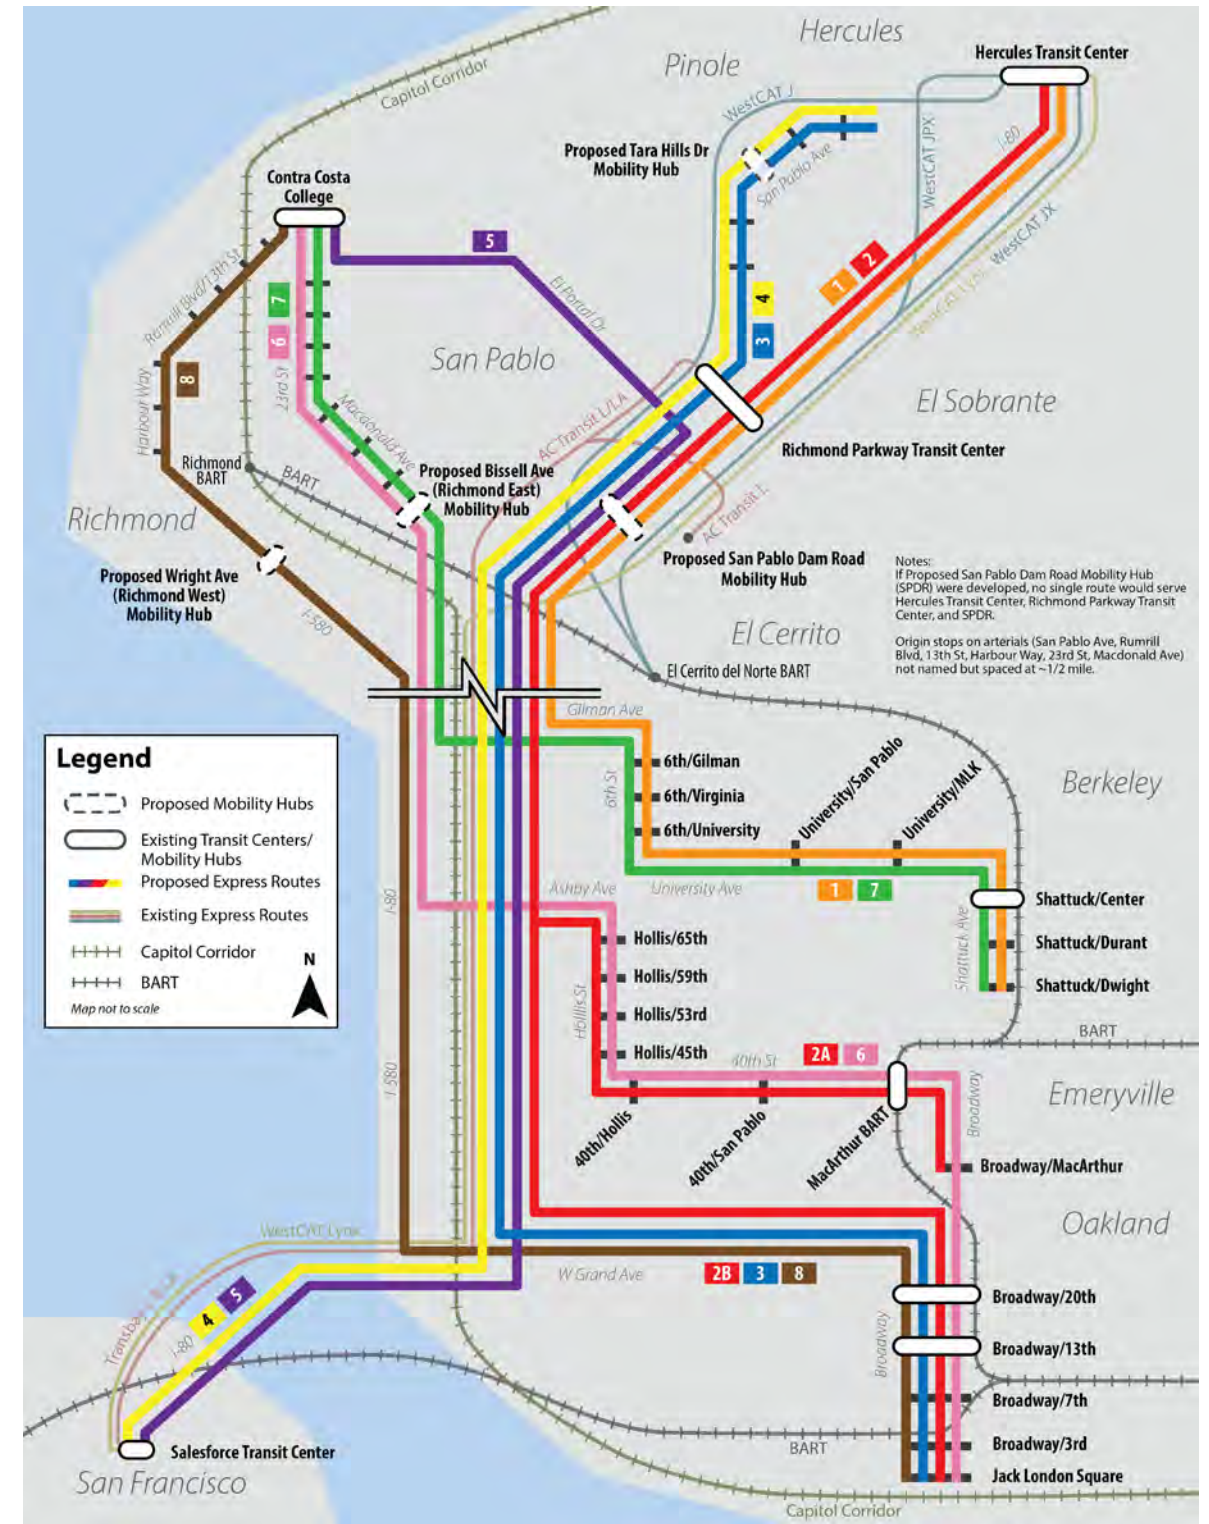 Hercules
Pinole
Hercules Transit Center
Capitol Corridor
WestCAT J
WestCAT JPX
I-80
Proposed Tara Hills Dr
Mobility Hub
San Pablo Ave
Contra Costa
College
WestCAT JX
5
El Portal Dr
Rumrill Blvd/13th St
1
2
4
3
WestCAT Lynx
7
6
San Pablo
8
23rd St
Macdonald Ave
Harbour Way
El Sobrante
AC Transit L/LA
Richmond Parkway Transit Center
Richmond
BART
BART
Proposed Bissell Ave
(Richmond East)
Mobility Hub
Richmond
AC Transit L
Proposed San Pablo Dam Road
Mobility Hub
Proposed Wright Ave
(Richmond West)
Mobility Hub
I-580
Notes:
If Proposed San Pablo Dam Road Mobility Hub
(SPDR) were developed, no single route would serve
Hercules Transit Center, Richmond Parkway Transit
Center, and SPDR.
Origin stops on arterials (San Pablo Ave, Rumrill
Blvd, 13th St, Harbour Way, 23rd St, Macdonald Ave)
not named but spaced at ~1/2 mile.
El Cerrito
El Cerrito del Norte BART
Gilman Ave
Legend
Proposed Mobility Hubs
Existing Transit Centers/
Mobility Hubs
Proposed Express Routes
Existing Express Routes
Capitol Corridor
BART
Map not to scale
N
6th St
6th/Gilman
6th/Virginia
6th/University
University/San Pablo
University/MLK
Berkeley
I-80
Ashby Ave
University Ave
1
7
Shattuck/Center
Shattuck Ave
Shattuck/Durant
Shattuck/Dwight
Hollis/65th
Hollis/59th
Hollis St
Hollis/53rd
Hollis/45th
BART
I-580
40th St
2A
6
Broadway
Emeryville
40th/Hollis
40th/San Pablo
MacArthur BART
Broadway/MacArthur
Oakland
WestCAT Lynx
W Grand Ave
2B
3
8
Broadway/20th
4
5
I-80
Broadway
Broadway/13th
Broadway/7th
Broadway/3rd
BART
Jack London Square
Salesforce Transit Center
San Francisco
Capitol Corridor